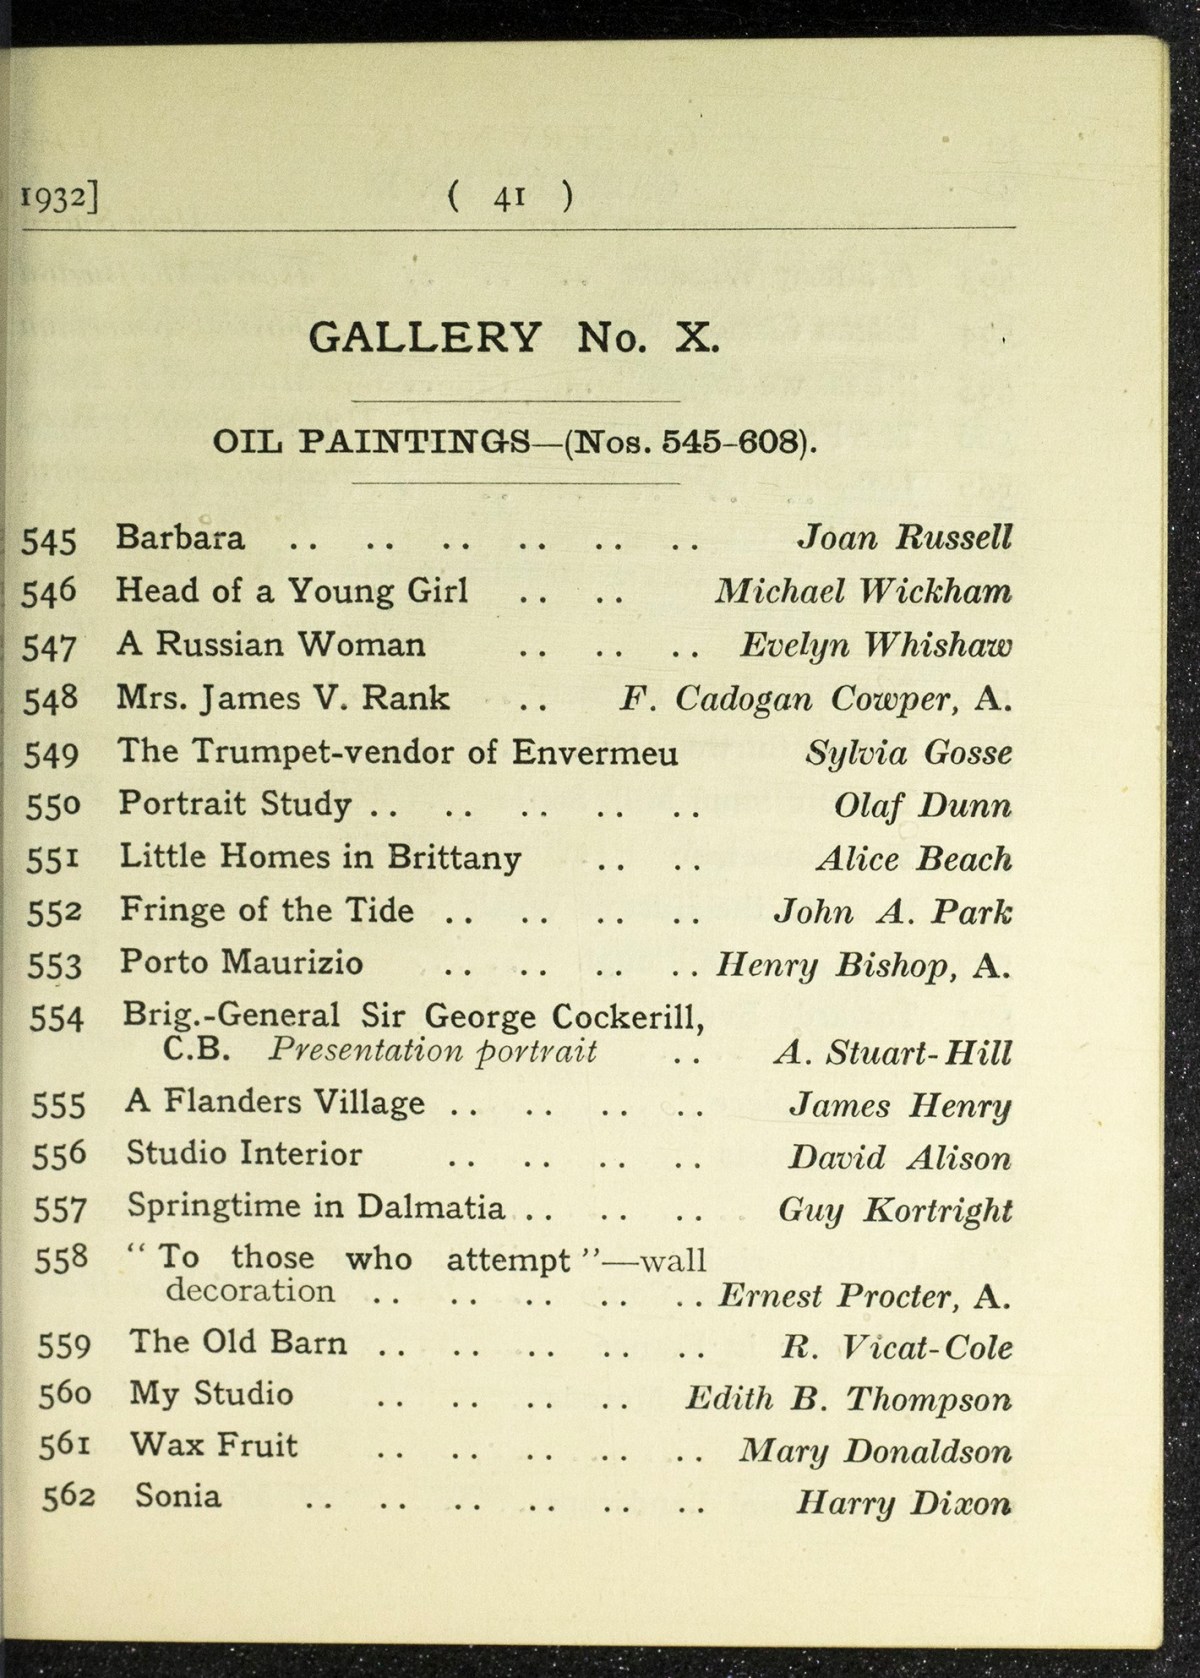 1932] ( 41 )
GALLERY No. X.
OIL PAINTINGS—(Nos. 545-608).
545 Barbara .. .. .. .. .. .. Joan Russell
546 Head of a Young Girl .. .. Michael Wickham
547 A Russian Woman .. .. .. Evelyn Whishaw
548 Mrs. James V. Rank .. F. Cadogan Cowper, A.
549 The Trumpet-vendor of Envermeu Sylvia Gosse
550 Portrait Study .. .. .. .. .. Olaf Dunn
551 Little Homes in Brittany .. .. Alice Beach
552 Fringe of the Tide .. .. .. .. John A. Park
553 Porto Maurizio .. .. .. .. Henry Bishop, A.
554 Brig.-General Sir George Cockerill,
C.B. Presentation portrait .. A. Stuart-Hill
555 A Flanders Village .. .. .. .. James Henry
556 Studio Interior .. .. .. .. David Alison
557 Springtime in Dalmatia .. .. .. Guy Kortright
558 “To those who attempt”—wall
decoration .. .. .. .. .. Ernest Procter, A.
559 The Old Barn .. .. .. .. .. R. Vicat-Cole
560 My Studio .. .. .. .. Edith B. Thompson
561 Wax Fruit .. .. .. .. .. Mary Donaldson
562 Sonia .. .. .. .. .. .. Harry Dixon